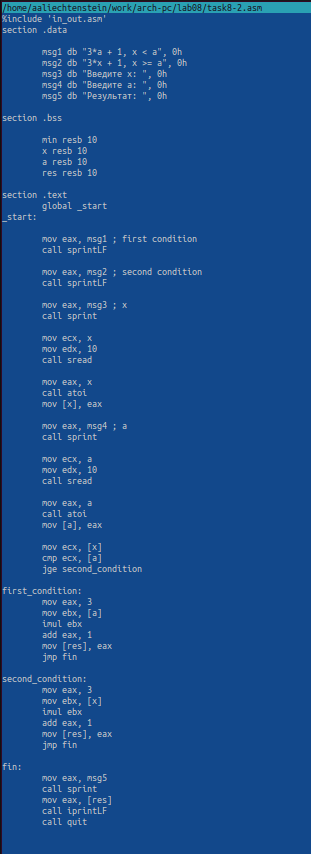 /home/aaliechtenstein/work/arch-pc/lab08/task8-2.asm
%include 'in_out.asm'
section .data
msg1 db "3*a + 1, x < a", 0h
msg2 db "3*x + 1, x >= a", 0h
msg3 db "Введите x: ", 0h
msg4 db "Введите a: ", 0h
msg5 db "Результат: ", 0h
section .bss
min resb 10
x resb 10
a resb 10
res resb 10
section .text
global _start
_start:
mov eax, msg1 ; first condition
call sprintLF
mov eax, msg2 ; second condition
call sprintLF
mov eax, msg3 ; x
call sprint
mov ecx, x
mov edx, 10
call sread
mov eax, x
call atoi
mov [x], eax
mov eax, msg4 ; a
call sprint
mov ecx, a
mov edx, 10
call sread
mov eax, a
call atoi
mov [a], eax
mov ecx, [x]
cmp ecx, [a]
jge second_condition
first_condition:
mov eax, 3
mov ebx, [a]
imul ebx
add eax, 1
mov [res], eax
jmp fin
second_condition:
mov eax, 3
mov ebx, [x]
imul ebx
add eax, 1
mov [res], eax
jmp fin
fin:
mov eax, msg5
call sprint
mov eax, [res]
call iprintLF
call quit